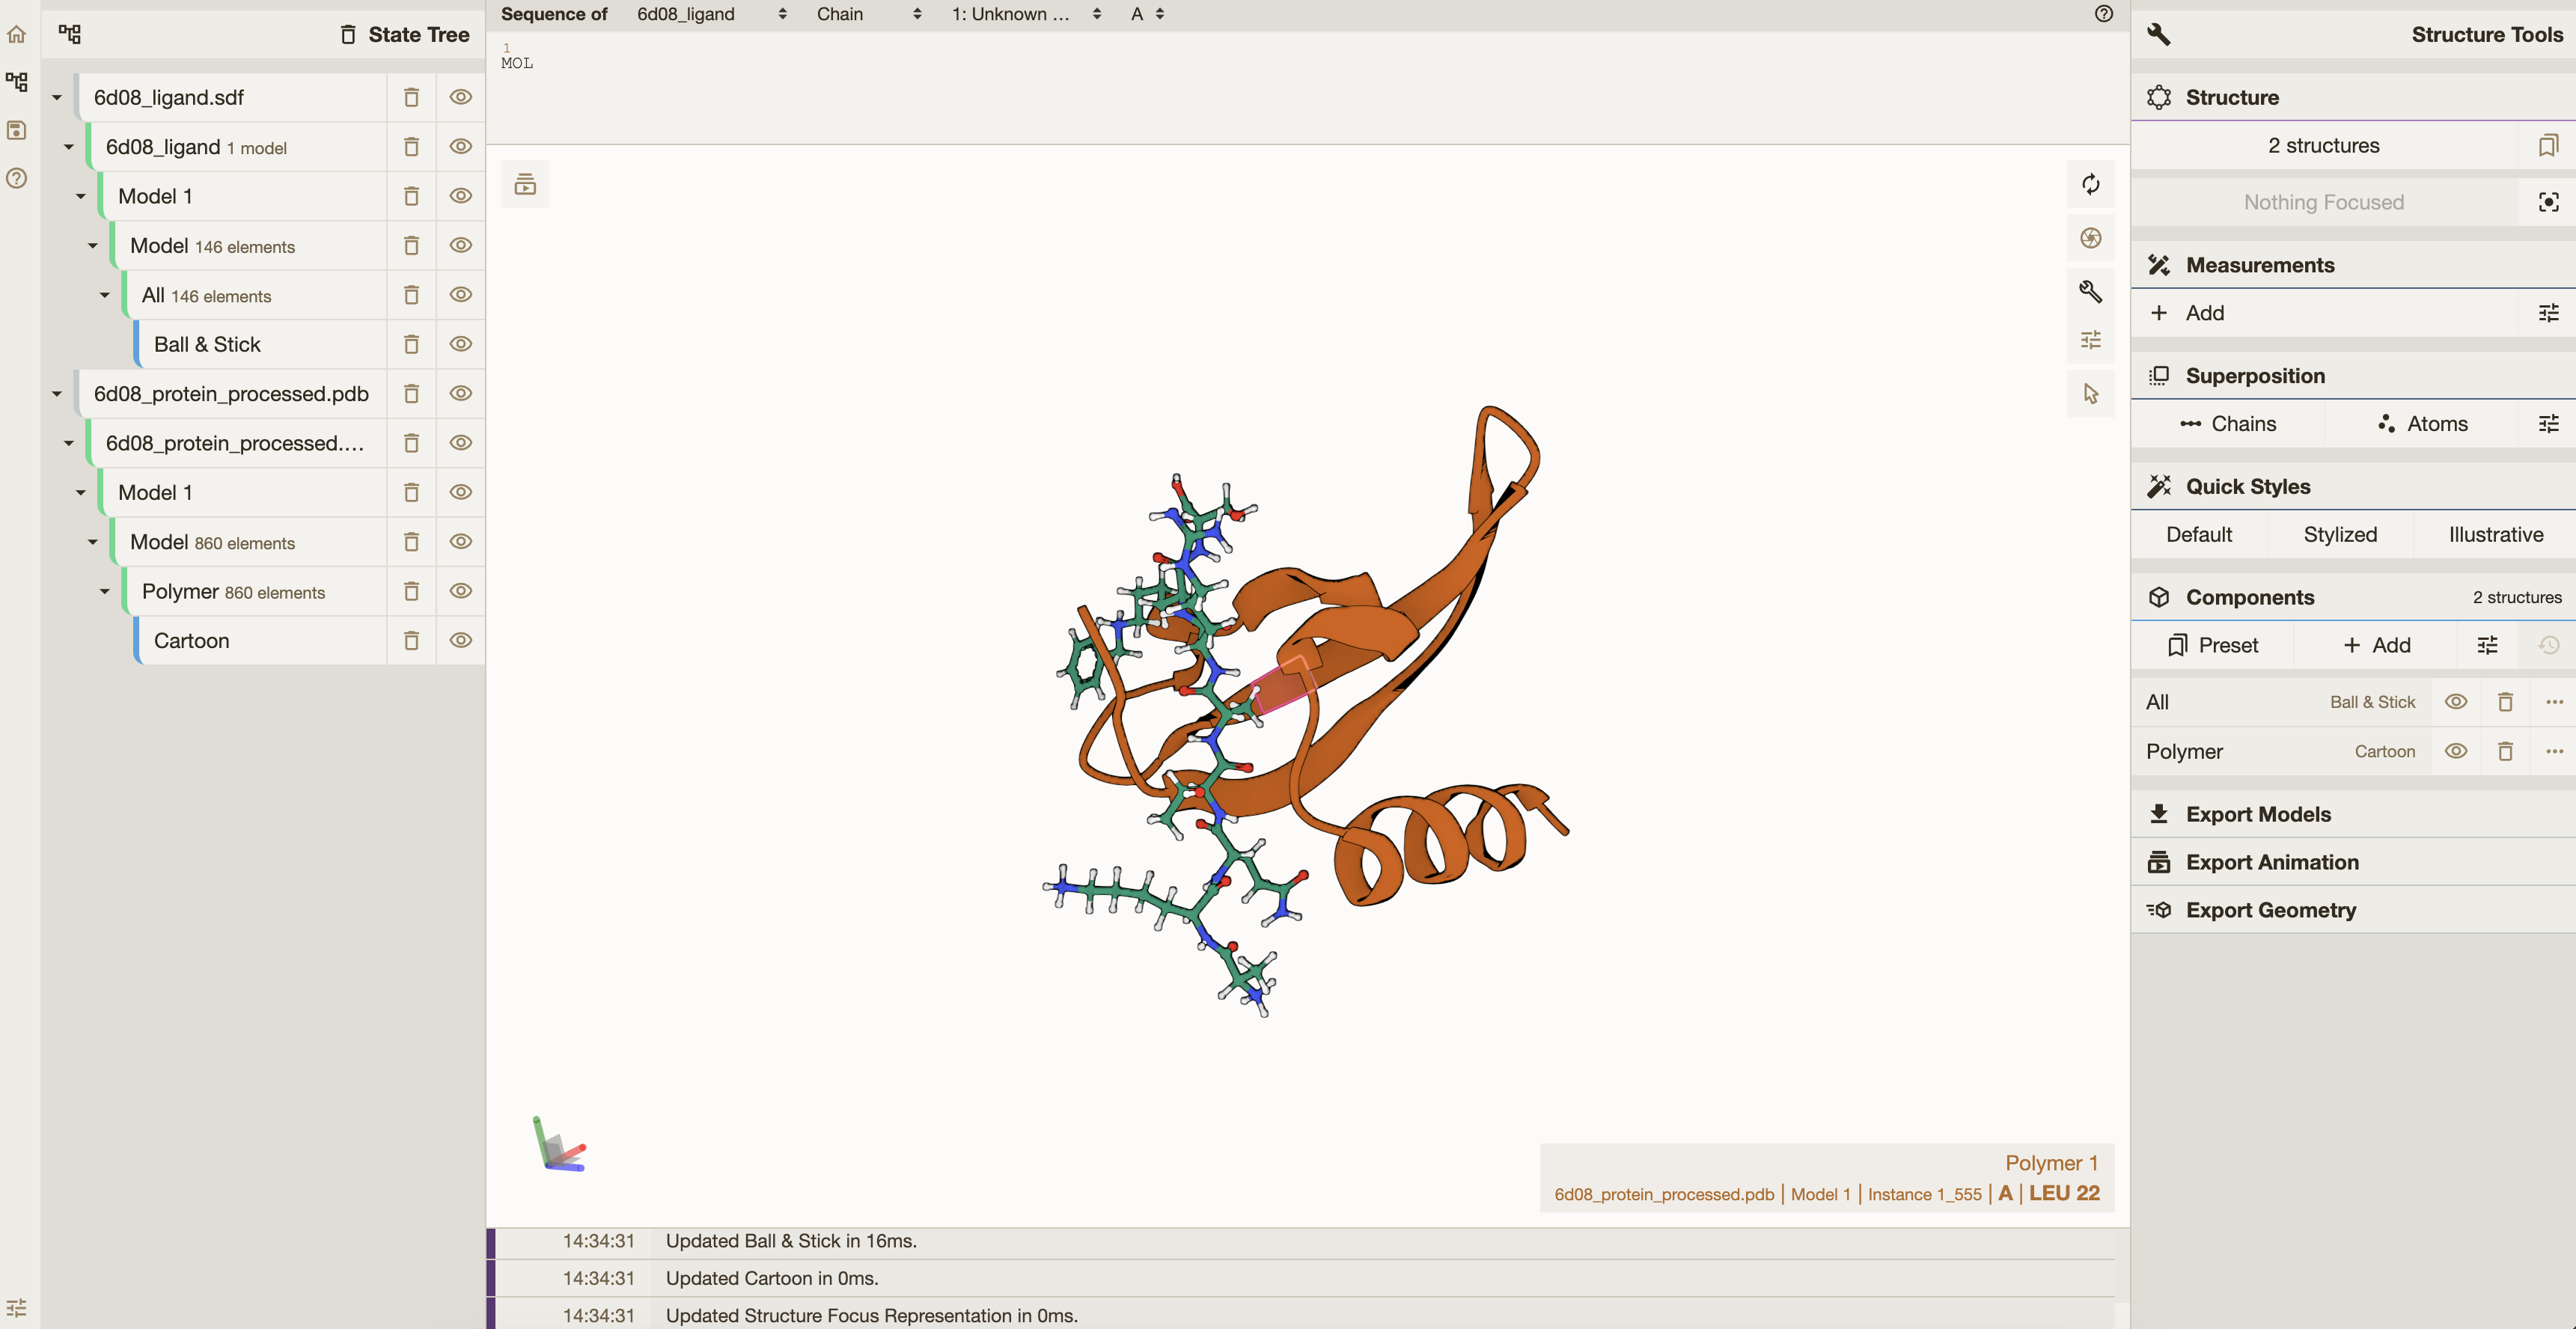 State Tree
6d08_ligand.sdf
6d08_ligand 1 model
Model 1
Model 146 elements
All 146 elements
Ball & Stick
6d08_protein_processed.pdb
6d08_protein_processed....
Model 1
Model 860 elements
Polymer 860 elements
Cartoon
Sequence of 6d08_ligand Chain 1: Unknown ... A
1
MOL
Polymer 1
6d08_protein_processed.pdb | Model 1 | Instance 1_555 | A | LEU 22
14:34:31 Updated Ball & Stick in 16ms.
14:34:31 Updated Cartoon in 0ms.
14:34:31 Updated Structure Focus Representation in 0ms.
Structure Tools
Structure
2 structures
Nothing Focused
Measurements
+ Add
Superposition
Chains Atoms
Quick Styles
Default Stylized Illustrative
Components 2 structures
Preset + Add
All Ball & Stick
Polymer Cartoon
Export Models
Export Animation
Export Geometry